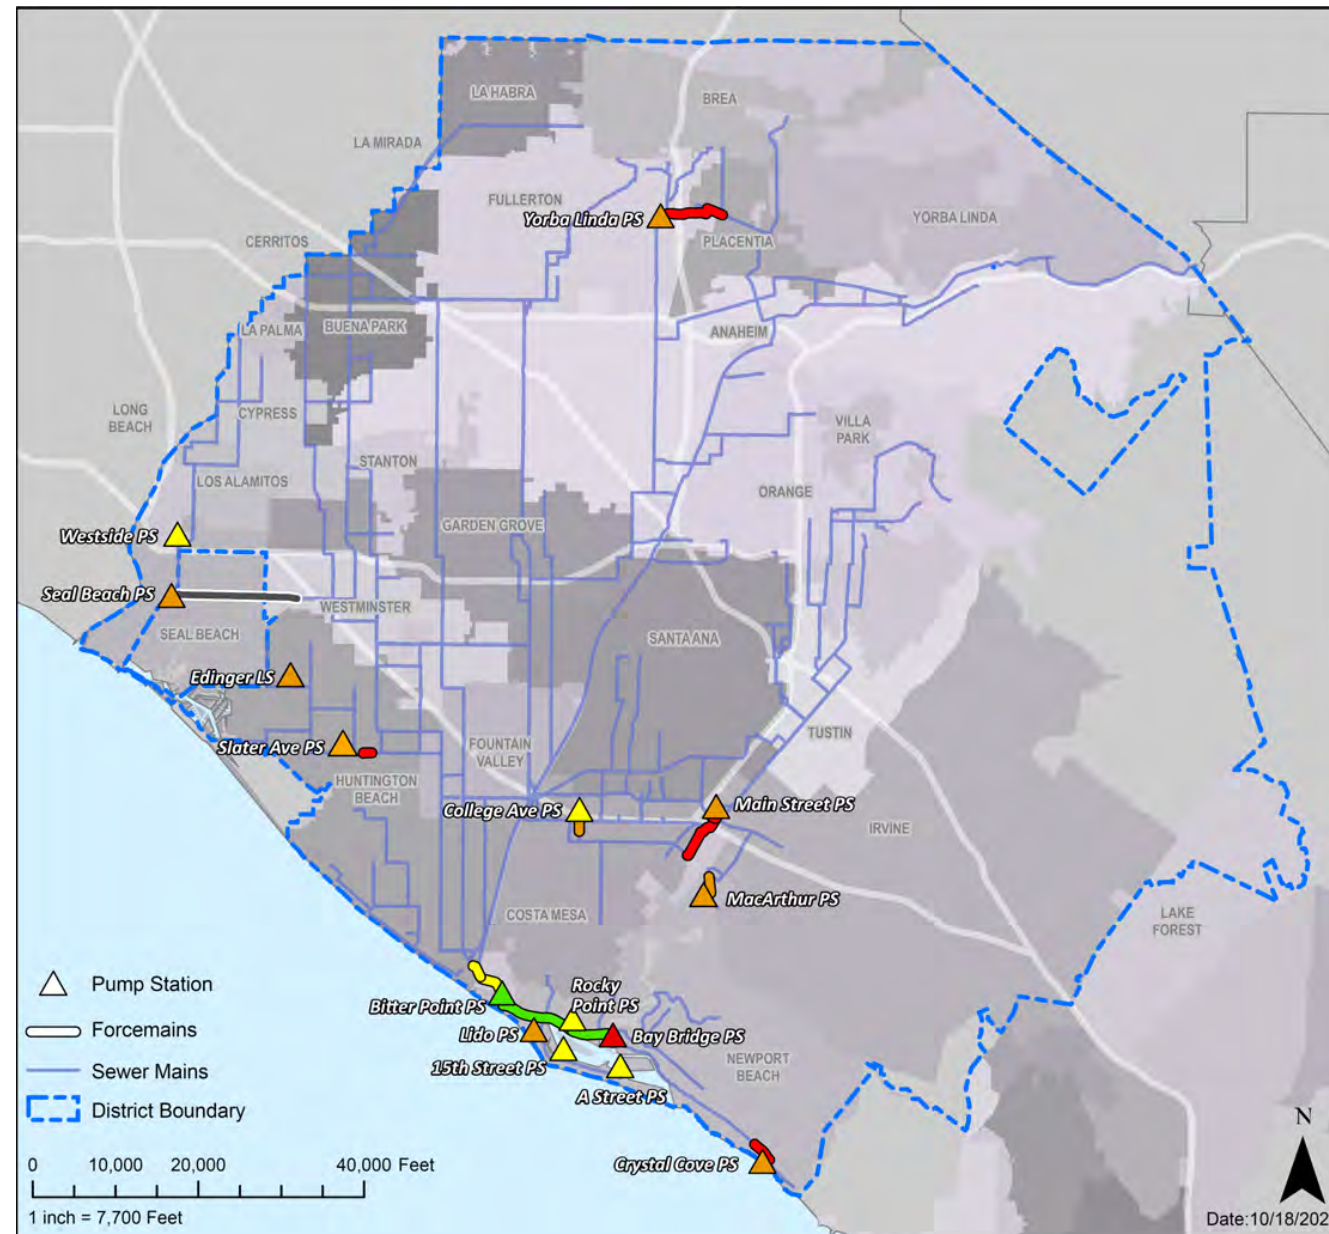 LA HABRA
BREA
LA MIRADA
FULLERTON
Yorba Linda PS
YORBA LINDA
PLACENTIA
CERRITOS
LA PALMA
BUENA PARK
ANAHEIM
LONG
BEACH
CYPRESS
VILLA
PARK
STANTON
LOS ALAMITOS
ORANGE
GARDEN GROVE
Westside PS
Seal Beach PS
WESTMINSTER
SEAL BEACH
SANTA ANA
Edinger LS
Slater Ave PS
FOUNTAIN
VALLEY
TUSTIN
HUNTINGTON
BEACH
College Ave PS
Main Street PS
IRVINE
MacArthur PS
COSTA MESA
LAKE
FOREST
Pump Station
Forcemains
Sewer Mains
District Boundary
Bitter Point PS
Rocky
Point PS
Lido PS
Bay Bridge PS
15th Street PS
NEWPORT
BEACH
A Street PS
Crystal Cove PS
N
0 10,000 20,000 40,000 Feet
1 inch = 7,700 Feet
Date:10/18/202